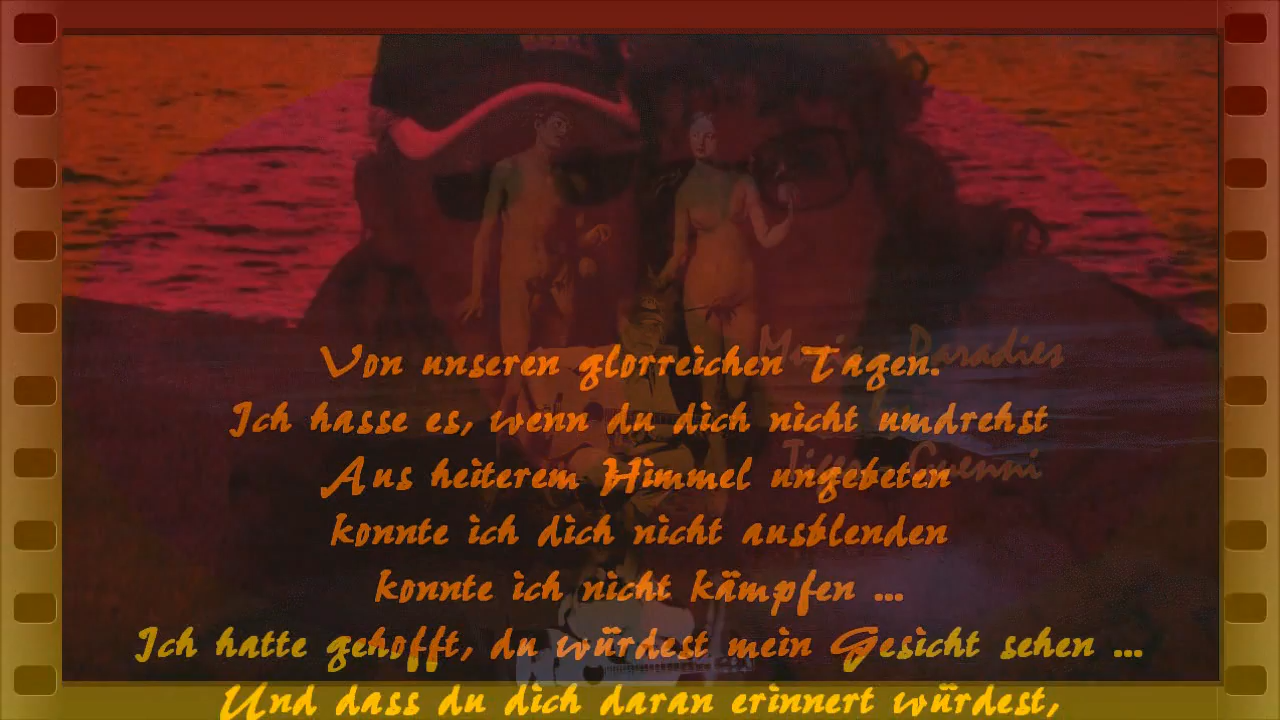 Von unseren glorreichen Tagen.
Ich hasse es, wenn du dich nicht umdrehst
Aus heiterem Himmel ungebeten
konnte ich dich nicht ausblenden
konnte ich nicht kämpfen ...
Ich hatte gehofft, du würdest mein Gesicht sehen ...
Und dass du dich daran erinnert würdest,
Paradies
Guenni